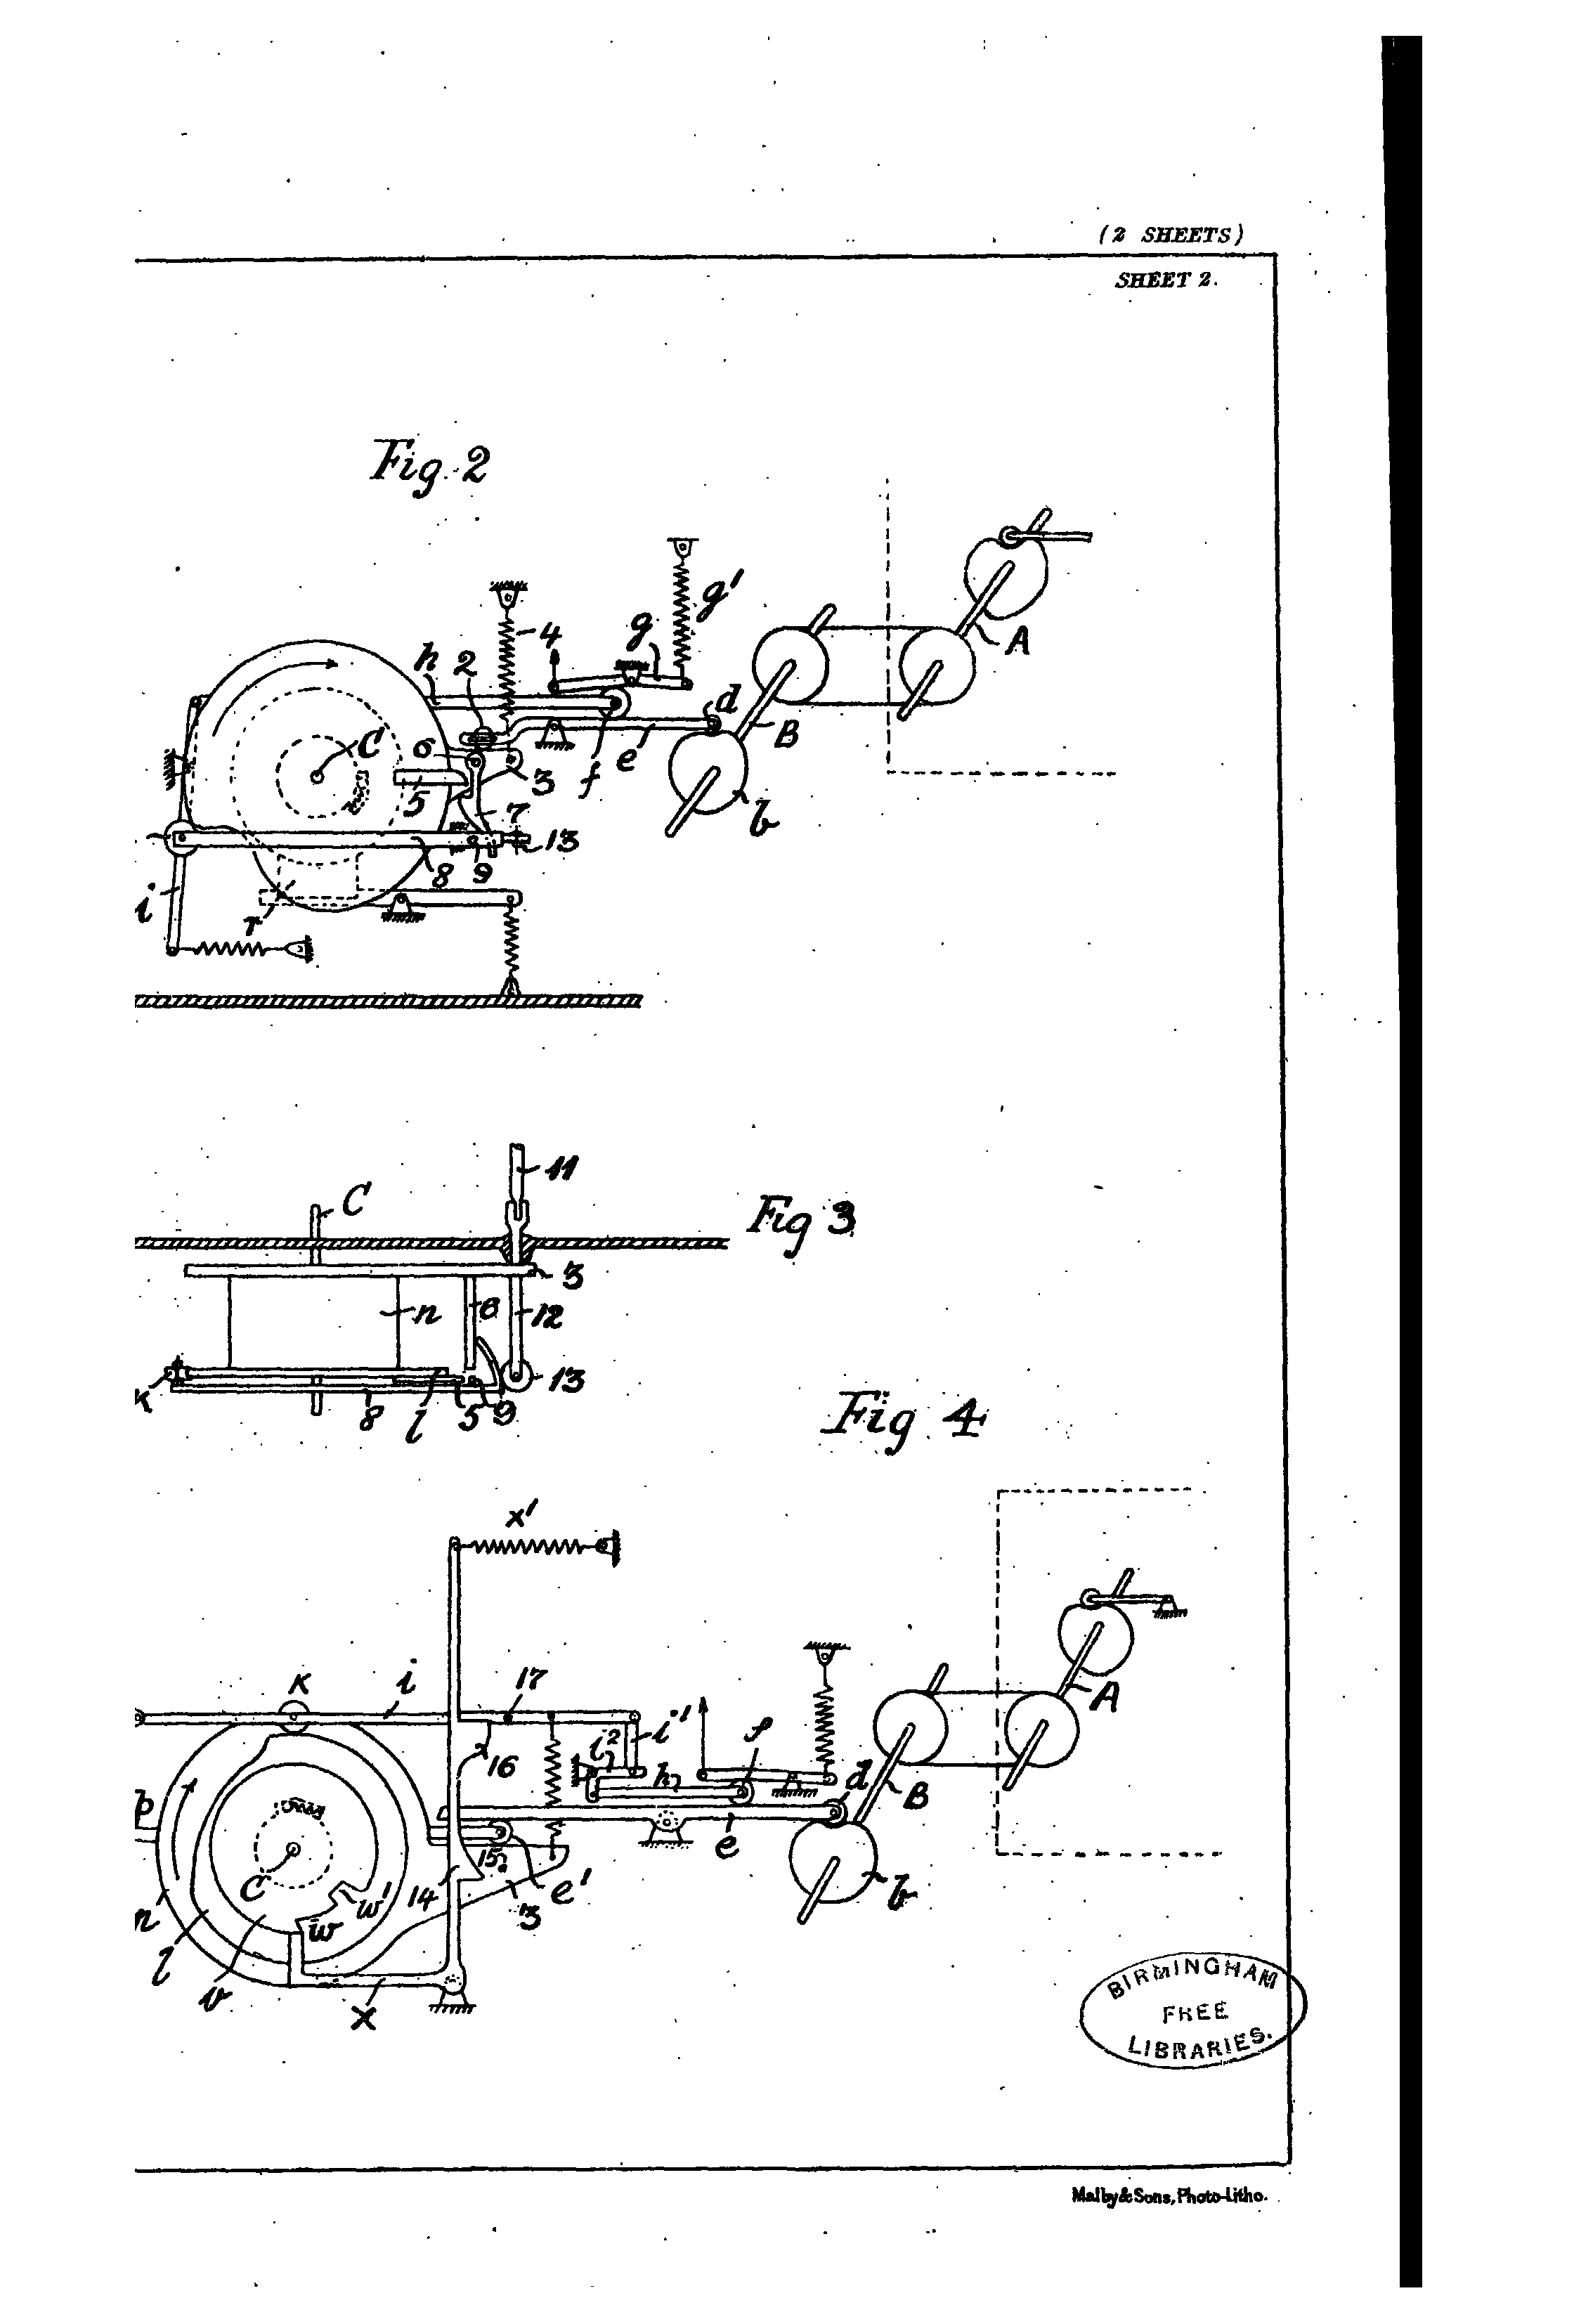 (2 SHEETS)
SHEET 2.
Fig 2
g'
g
4
A
h
2
d
C
B
6
f
e
3
5
b
7
13
8
9
i
r
11
C
Fig 3
3
n
6
12
13
K
8
l
5
9
Fig 4
x'
K
i
17
A
i'
f
i²
16
h
d
B
p
e
15
C
w'
14
e'
b
n
w
3
l
v
x
BIRMINGHAM
FREE
LIBRARIES.
Malby & Sons, Photo-Litho.